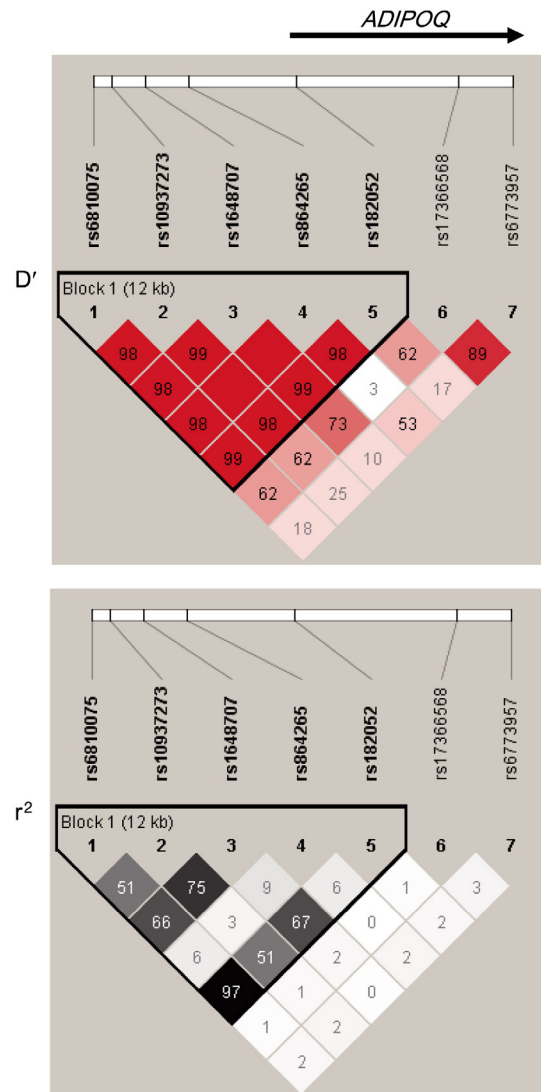 ADIPOQ
rs6810075
rs10937273
rs1648707
rs864265
rs182052
rs17366568
rs6773957
D′
Block 1 (12 kb)
1 2 3 4 5 6 7
98 99 98 62 89
98 99 3 17
98 98 73 53
99 62 10
62 25
18
rs6810075
rs10937273
rs1648707
rs864265
rs182052
rs17366568
rs6773957
r²
Block 1 (12 kb)
1 2 3 4 5 6 7
51 75 9 6 1 3
66 3 67 0 2
6 51 2 2
97 1 0
1 2
2